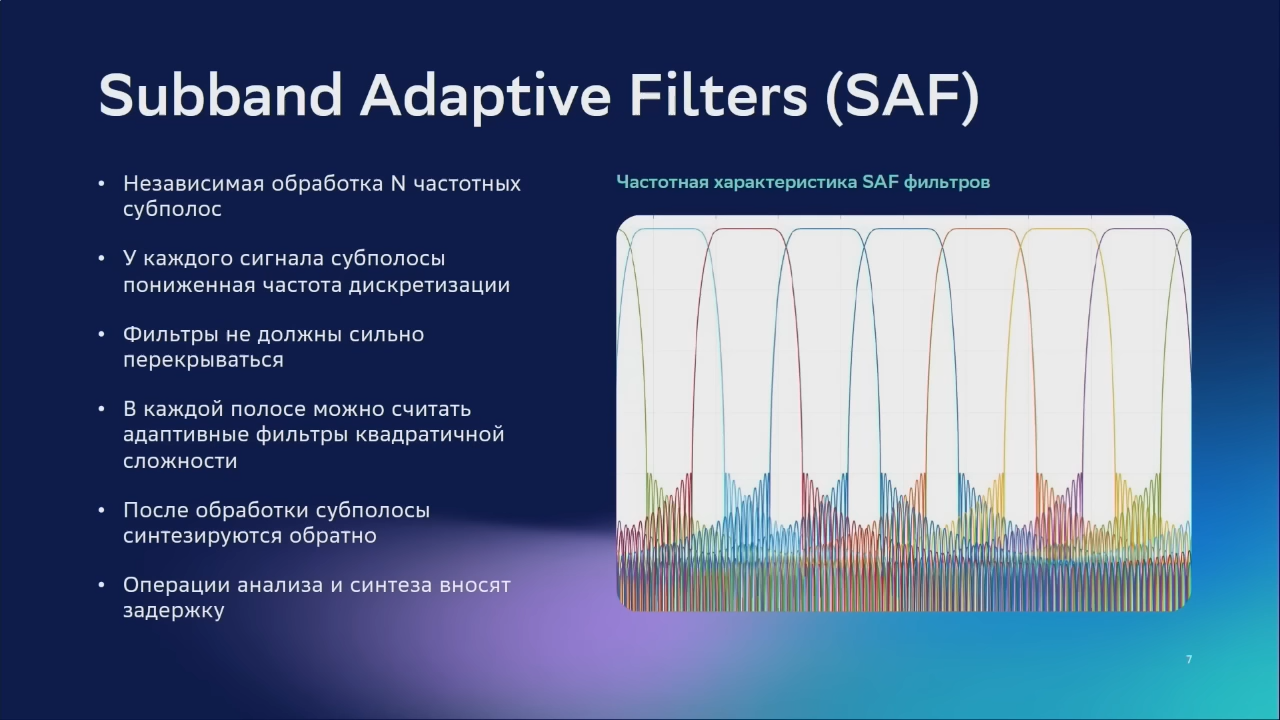 Subband Adaptive Filters (SAF)
• Независимая обработка N частотных
субполос
• У каждого сигнала субполосы
пониженная частота дискретизации
• Фильтры не должны сильно
перекрываться
• В каждой полосе можно считать
адаптивные фильтры квадратичной
сложности
• После обработки субполосы
синтезируются обратно
• Операции анализа и синтеза вносят
задержку
Частотная характеристика SAF фильтров
7